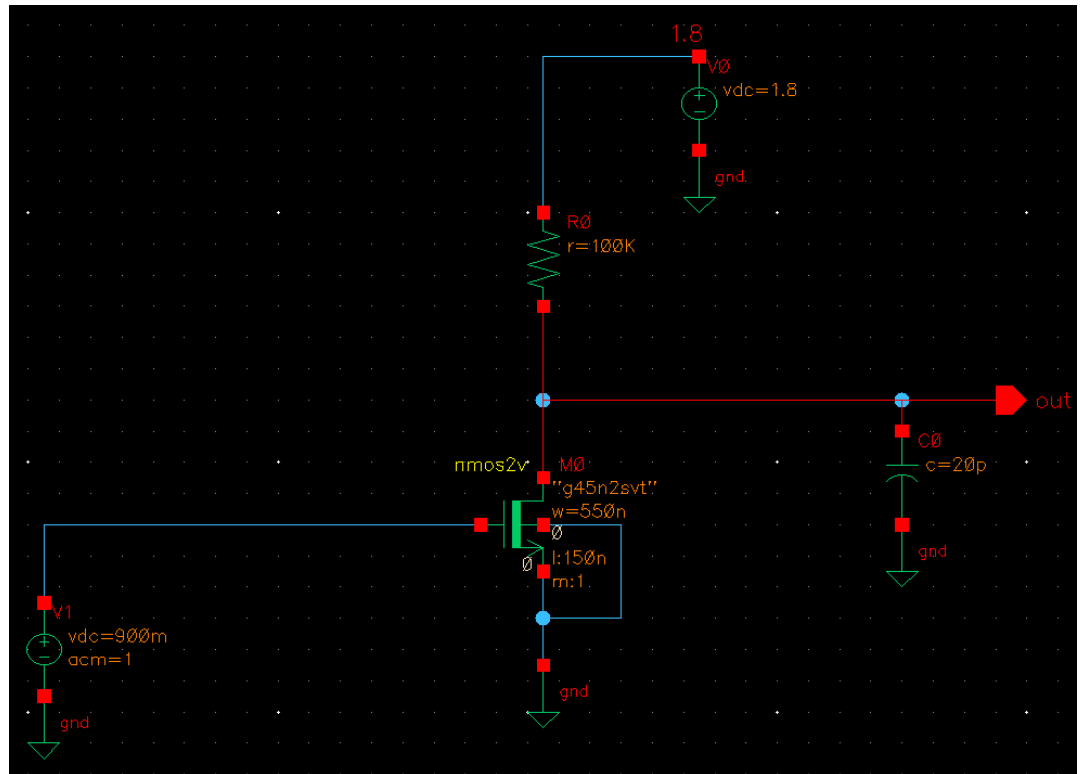 1.8
V0
vdc=1.8
gnd
R0
r=100K
out
C0
c=20p
gnd
nmos2v
M0
"g45n2svt"
w=550n
0
l:150n
0
m:1
gnd
V1
vdc=900m
acm=1
gnd